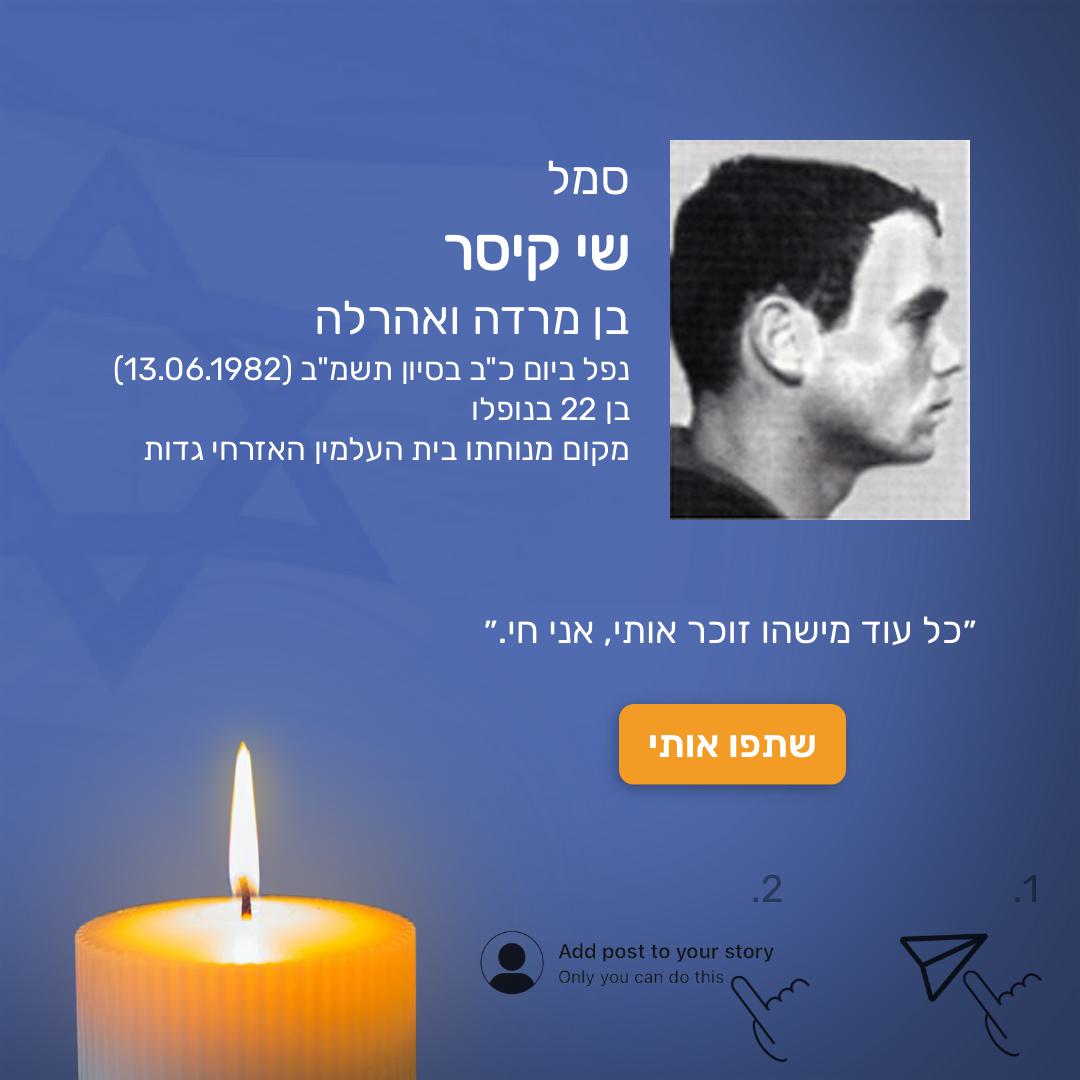 סמל
שי קיסר
בן מרדה ואהרלה
נפל ביום כ"ב בסיון תשמ"ב (13.06.1982)
בן 22 בנופלו
מקום מנוחתו בית העלמין האזרחי גדות
״כל עוד מישהו זוכר אותי, אני חי.״
שתפו אותי
.1
.2
Add post to your story
Only you can do this